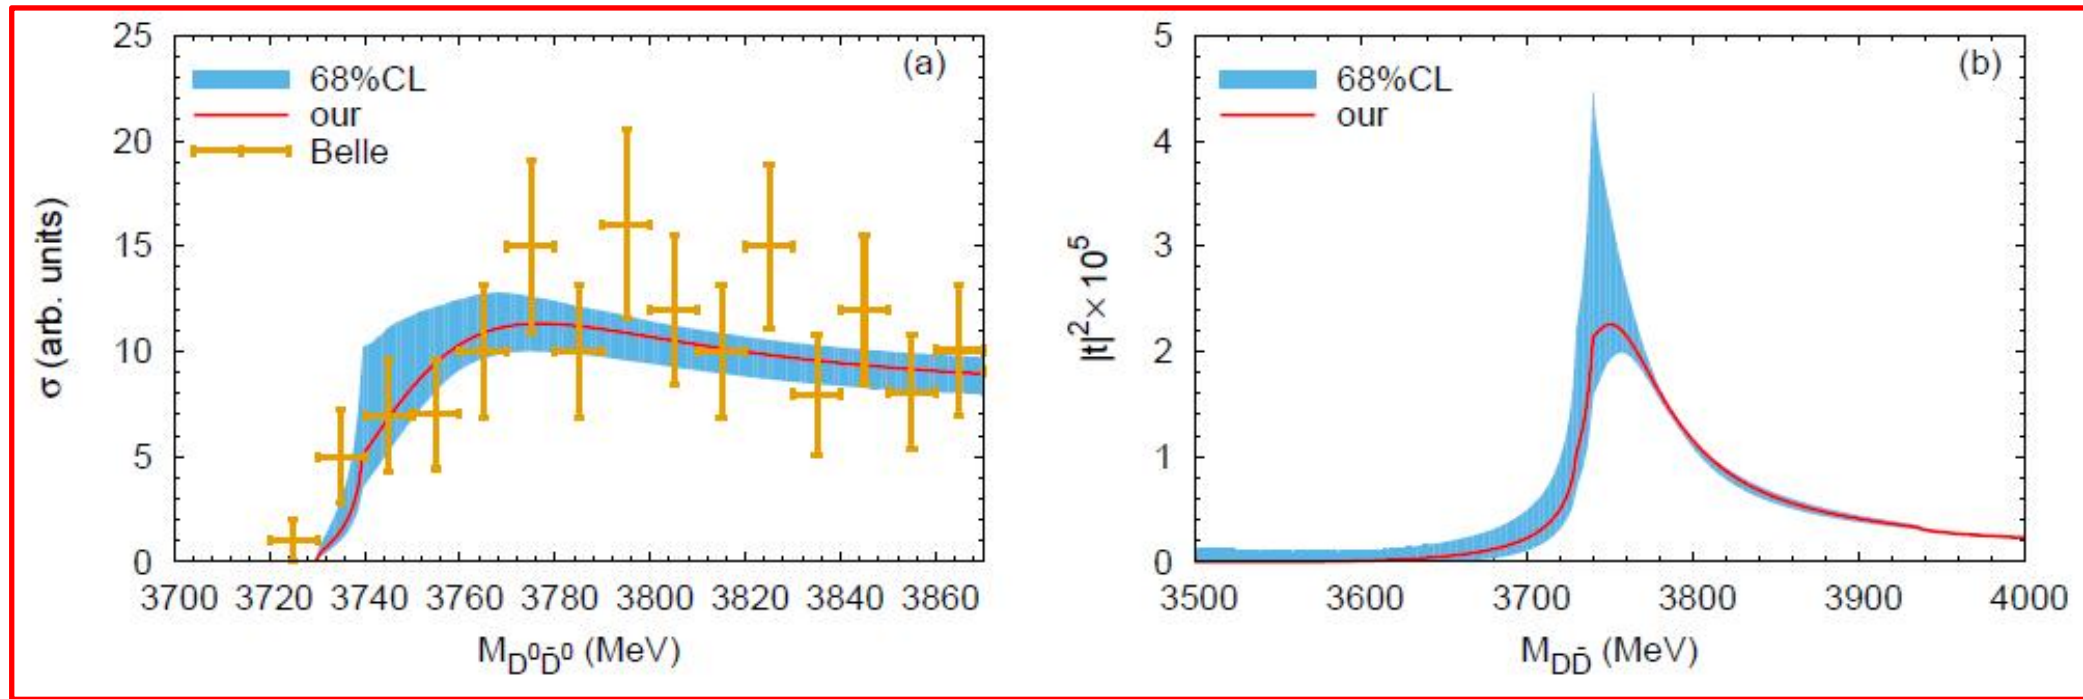 25
20
15
10
5
0
σ (arb. units)
68%CL
our
Belle
(a)
3700 3720 3740 3760 3780 3800 3820 3840 3860
M_{D⁰D̄⁰} (MeV)
5
4
3
2
1
0
|t|²×10⁵
68%CL
our
(b)
3500 3600 3700 3800 3900 4000
M_{DD̄} (MeV)